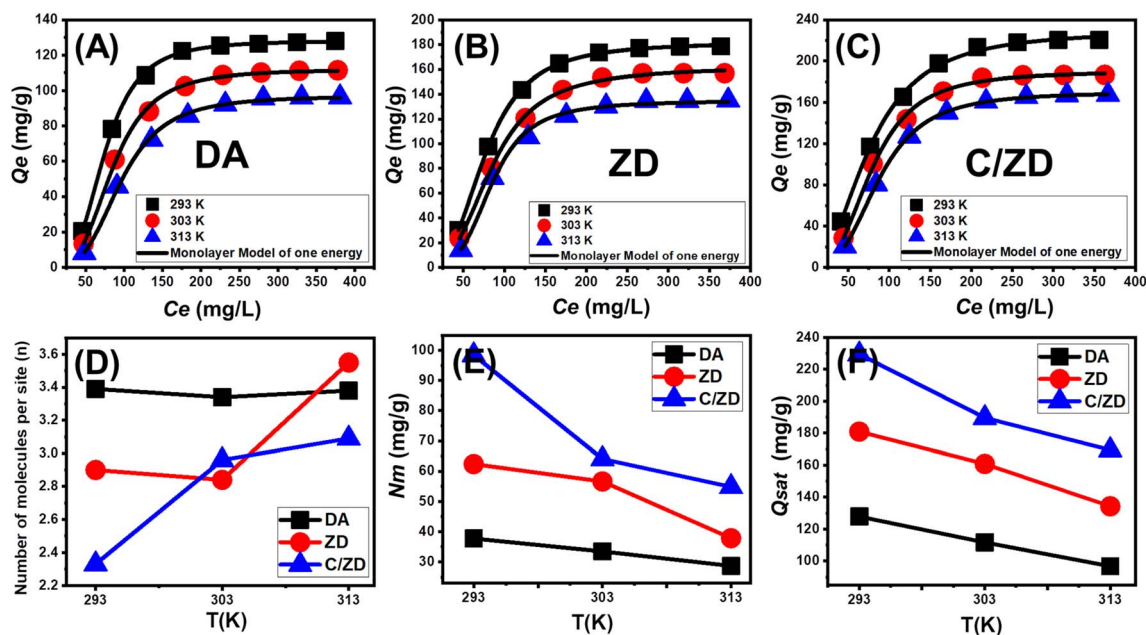 (A)
Qe (mg/g)
140
120
100
80
60
40
20
0
DA
293 K
303 K
313 K
Monolayer Model of one energy
50 100 150 200 250 300 350 400
Ce (mg/L)
(B)
Qe (mg/g)
200
180
160
140
120
100
80
60
40
20
0
ZD
293 K
303 K
313 K
Monolayer Model of one energy
50 100 150 200 250 300 350 400
Ce (mg/L)
(C)
Qe (mg/g)
240
200
160
120
80
40
0
C/ZD
293 K
303 K
313 K
Monolayer Model of one energy
50 100 150 200 250 300 350 400
Ce (mg/L)
(D)
Number of molecules per site (n)
3.6
3.4
3.2
3.0
2.8
2.6
2.4
2.2
DA
ZD
C/ZD
293 303 313
T(K)
(E)
Nm (mg/g)
100
90
80
70
60
50
40
30
DA
ZD
C/ZD
293 303 313
T(K)
(F)
Qsat (mg/g)
240
220
200
180
160
140
120
100
80
DA
ZD
C/ZD
293 303 313
T(K)